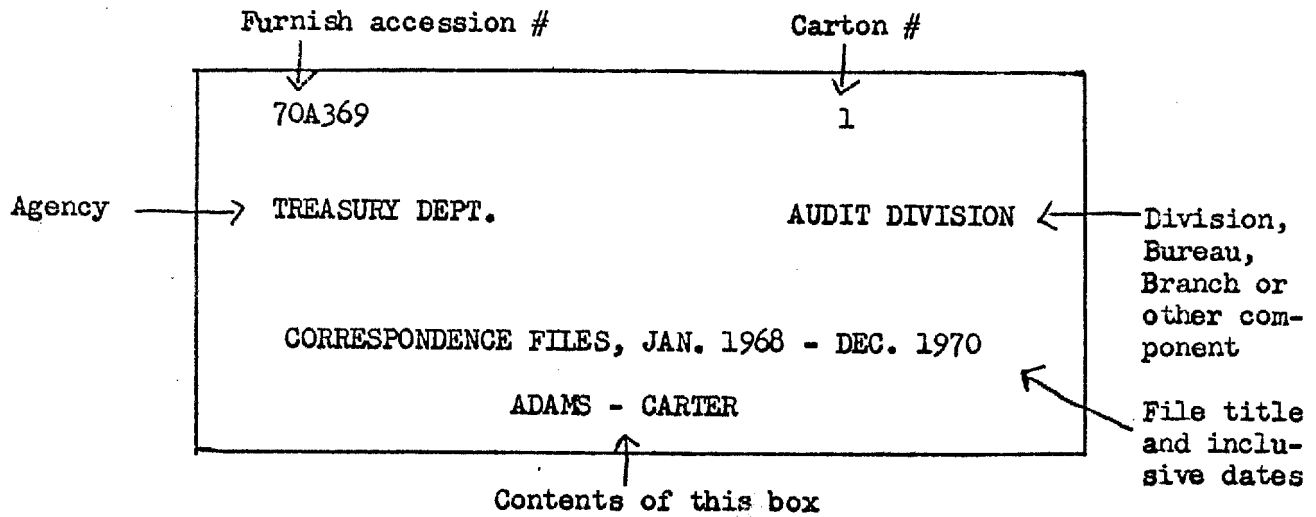 Furnish accession # Carton #
70A369 1
Agency TREASURY DEPT. AUDIT DIVISION Division,
Bureau,
Branch or
other com-
ponent
CORRESPONDENCE FILES, JAN. 1968 - DEC. 1970
ADAMS - CARTER
File title
and inclu-
sive dates
Contents of this box